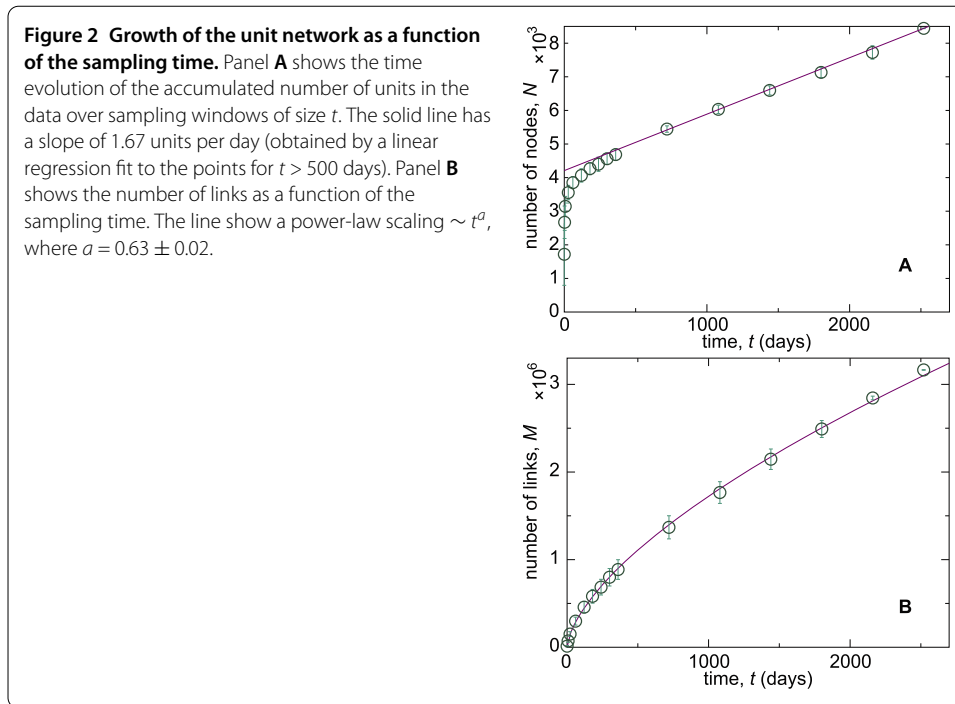 Figure 2 Growth of the unit network as a function
of the sampling time. Panel A shows the time
evolution of the accumulated number of units in the
data over sampling windows of size t. The solid line has
a slope of 1.67 units per day (obtained by a linear
regression fit to the points for t > 500 days). Panel B
shows the number of links as a function of the
sampling time. The line show a power-law scaling ∼ t^a,
where a = 0.63 ± 0.02.
×10³
number of nodes, N
8
7
6
5
4
3
2
1
0
A
0 1000 2000
time, t (days)
×10⁶
number of links, M
3
2
1
0
B
0 1000 2000
time, t (days)